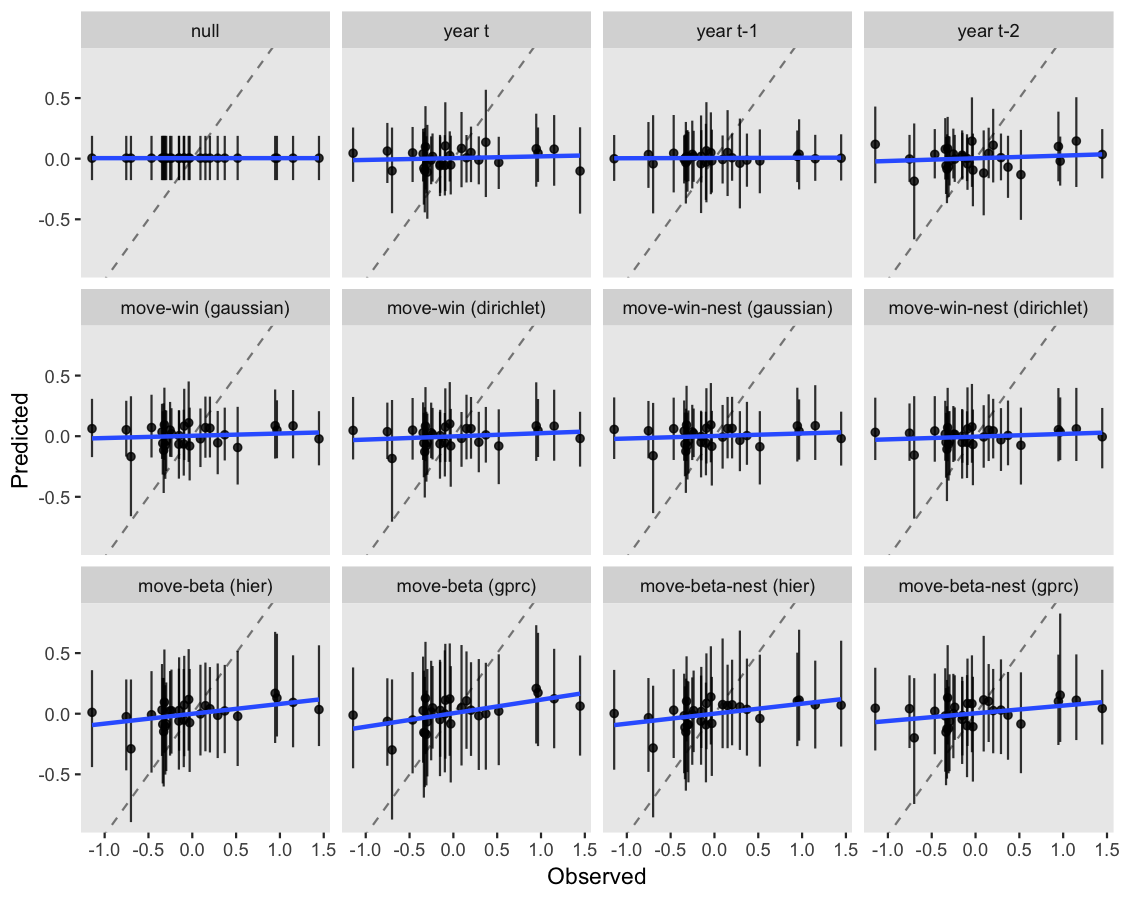 null year t year t-1 year t-2
0.5
0.0
-0.5
move-win (gaussian) move-win (dirichlet) move-win-nest (gaussian) move-win-nest (dirichlet)
0.5
0.0
-0.5
Predicted
move-beta (hier) move-beta (gprc) move-beta-nest (hier) move-beta-nest (gprc)
0.5
0.0
-0.5
-1.0 -0.5 0.0 0.5 1.0 1.5 -1.0 -0.5 0.0 0.5 1.0 1.5 -1.0 -0.5 0.0 0.5 1.0 1.5 -1.0 -0.5 0.0 0.5 1.0 1.5
Observed